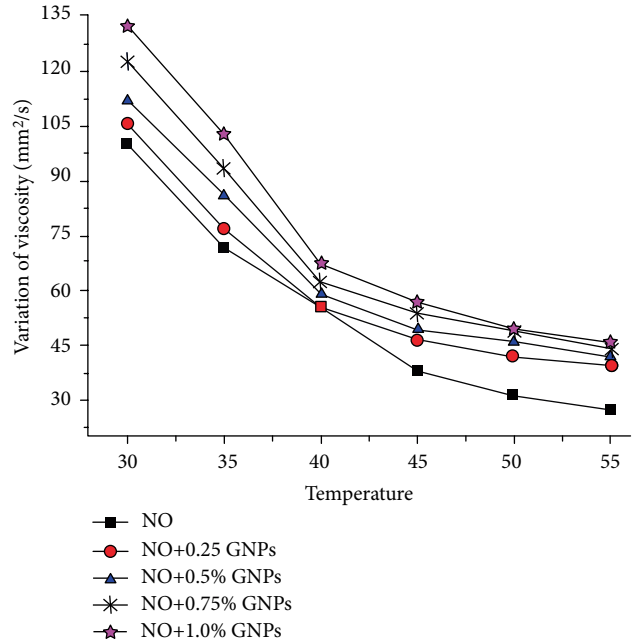 135
120
105
90
75
60
45
30
Variation of viscosity (mm²/s)
30 35 40 45 50 55
Temperature
NO
NO+0.25 GNPs
NO+0.5% GNPs
NO+0.75% GNPs
NO+1.0% GNPs